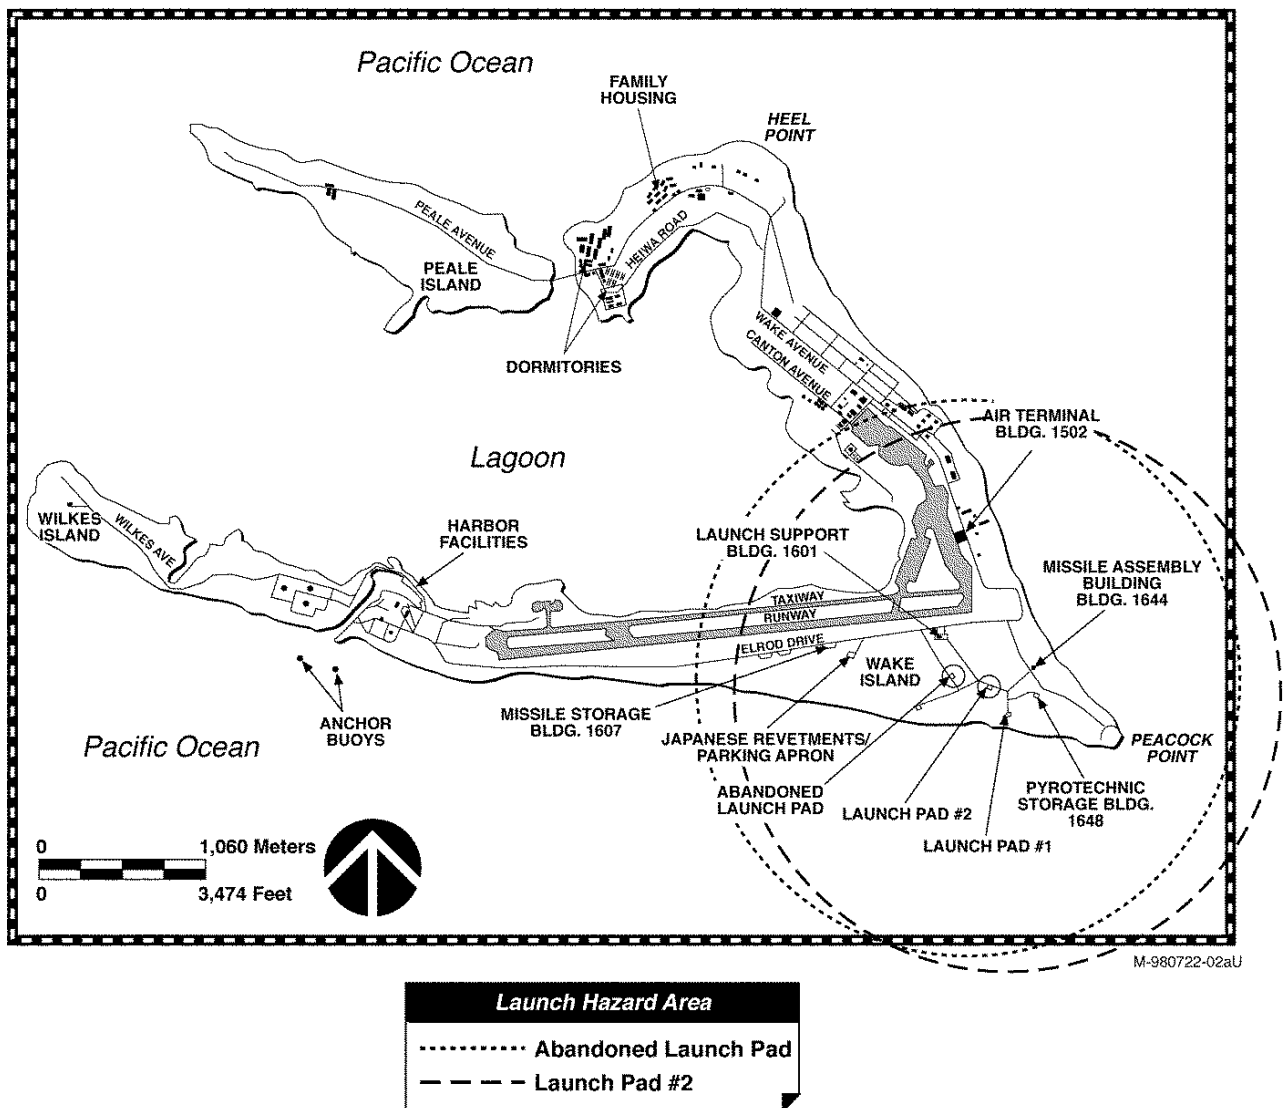 Pacific Ocean
FAMILY
HOUSING
HEEL
POINT
PEALE AVENUE
HEIWA ROAD
PEALE
ISLAND
DORMITORIES
WAKE AVENUE
CANTON AVENUE
AIR TERMINAL
BLDG. 1502
Lagoon
WILKES
ISLAND
WILKES AVE
HARBOR
FACILITIES
LAUNCH SUPPORT
BLDG. 1601
MISSILE ASSEMBLY
BUILDING
BLDG. 1644
TAXIWAY
RUNWAY
ELROD DRIVE
WAKE
ISLAND
ANCHOR
BUOYS
MISSILE STORAGE
BLDG. 1607
JAPANESE REVETMENTS/
PARKING APRON
PEACOCK
POINT
Pacific Ocean
ABANDONED
LAUNCH PAD
LAUNCH PAD #2
PYROTECHNIC
STORAGE BLDG.
1648
LAUNCH PAD #1
0 1,060 Meters
0 3,474 Feet
M-980722-02aU
Launch Hazard Area
Abandoned Launch Pad
Launch Pad #2